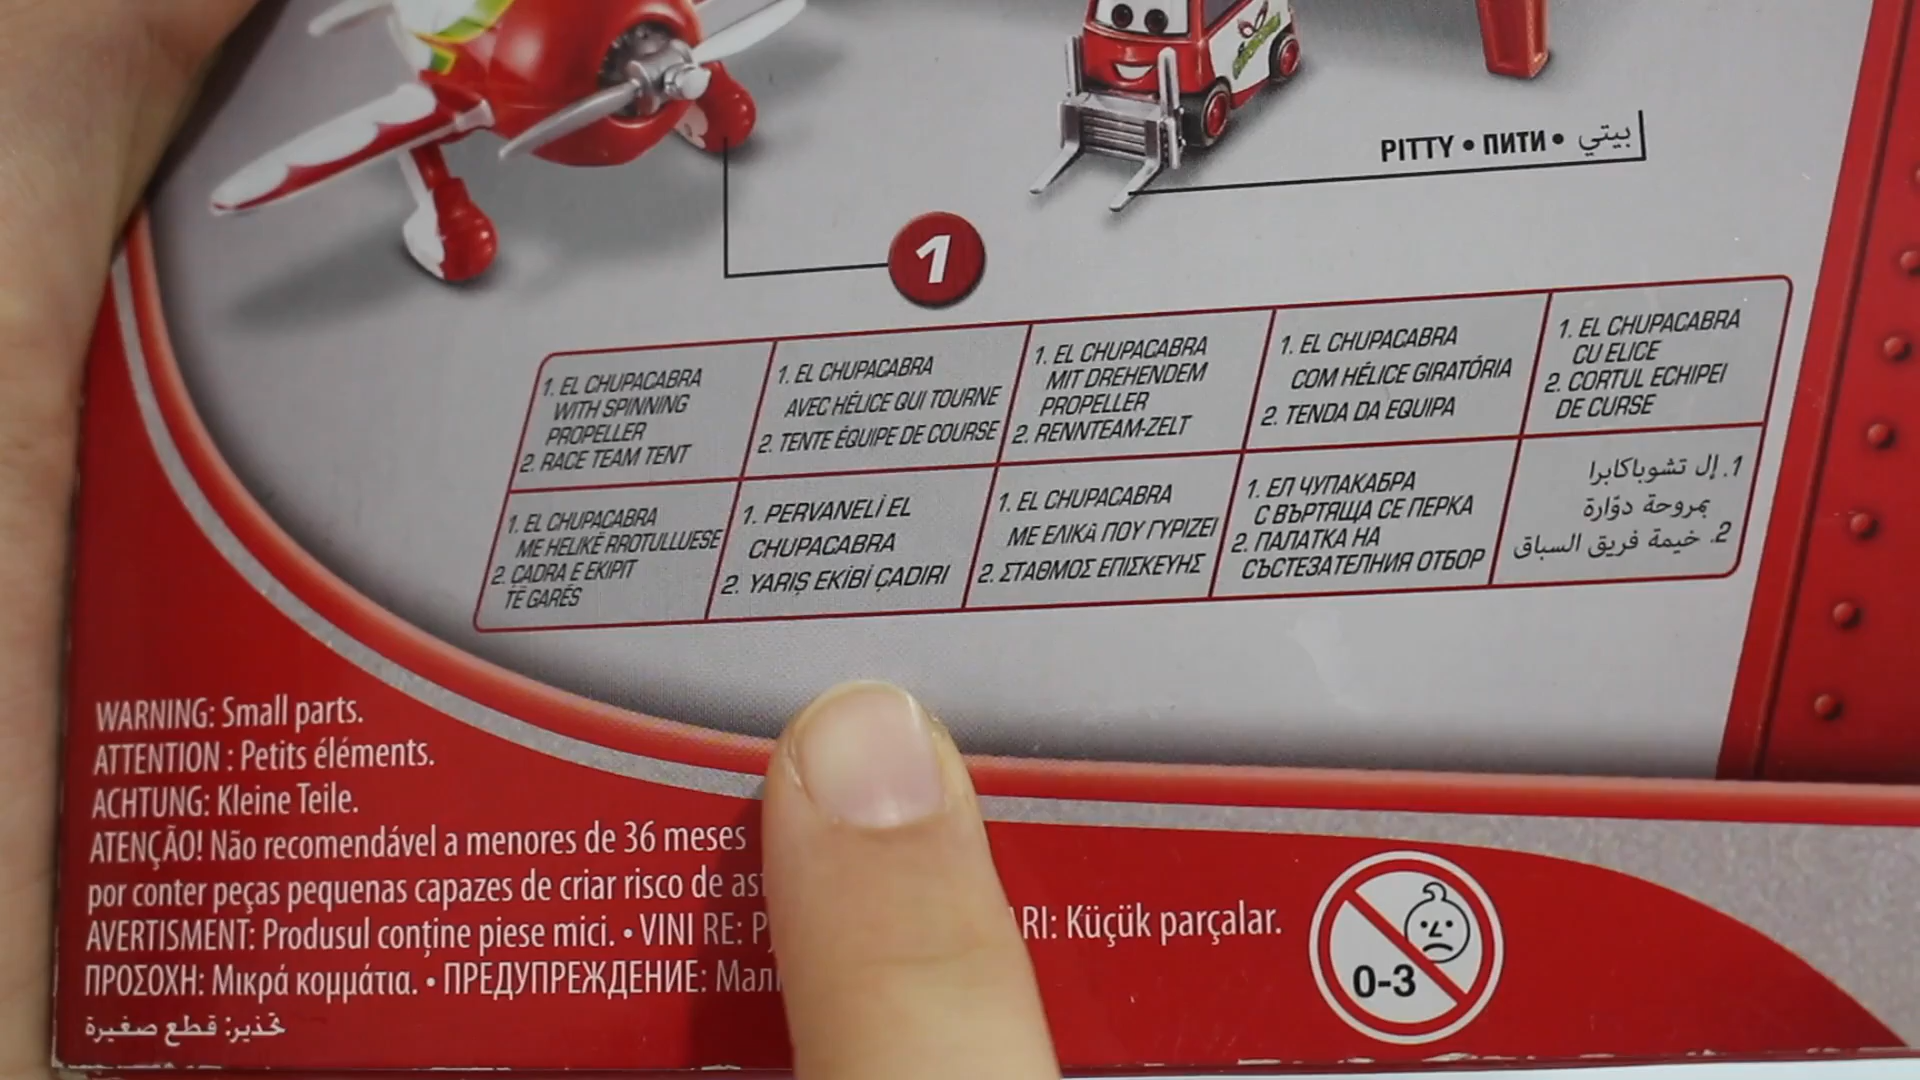 PITTY • ПИТИ • بيتي
1
1. EL CHUPACABRA
WITH SPINNING
PROPELLER
2. RACE TEAM TENT
1. EL CHUPACABRA
AVEC HÉLICE QUI TOURNE
2. TENTE ÉQUIPE DE COURSE
1. EL CHUPACABRA
MIT DREHENDEM
PROPELLER
2. RENNTEAM-ZELT
1. EL CHUPACABRA
COM HÉLICE GIRATÓRIA
2. TENDA DA EQUIPA
1. EL CHUPACABRA
CU ELICE
2. CORTUL ECHIPEI
DE CURSE
1. EL CHUPACABRA
ME HELIKË RROTULLUESE
2. ÇADRA E EKIPIT
TË GARËS
1. PERVANELİ EL
CHUPACABRA
2. YARIŞ EKİBİ ÇADIRI
1. EL CHUPACABRA
ΜΕ ΕΛΙΚΑ ΠΟΥ ΓΥΡΙΖΕΙ
2. ΣΤΑΘΜΟΣ ΕΠΙΣΚΕΥΗΣ
1. ЕЛ ЧУПАКАБРА
С ВЪРТЯЩА СЕ ПЕРКА
2. ПАЛАТКА НА
СЪСТЕЗАТЕЛНИЯ ОТБОР
1. إل تشوباكابرا
بمروحة دوّارة
2. خيمة فريق السباق
WARNING: Small parts.
ATTENTION : Petits éléments.
ACHTUNG: Kleine Teile.
ATENÇÃO! Não recomendável a menores de 36 meses
por conter peças pequenas capazes de criar risco de
AVERTISMENT: Produsul conține piese mici. • VINI RE: Küçük parçalar.
ΠΡΟΣΟΧΗ: Μικρά κομμάτια. • ПРЕДУПРЕЖДЕНИЕ:
تحذير: قطع صغيرة
0-3